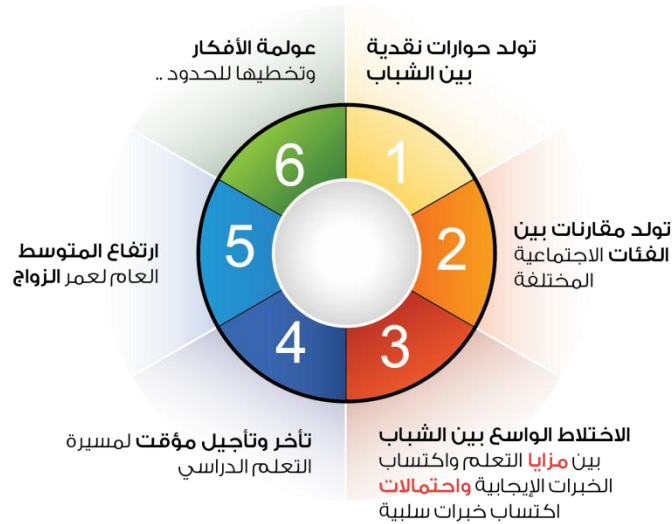 تولد حوارات نقدية
بين الشباب
1
تولد مقارنات بين
الفئات الاجتماعية
المختلفة
2
الاختلاط الواسع بين الشباب
بين مزايا التعلم واكتساب
الخبرات الإيجابية واحتمالات
اكتساب خبرات سلبية
3
تأخر وتأجيل مؤقت لمسيرة
التعلم الدراسي
4
ارتفاع المتوسط
العام لعمر الزواج
5
عولمة الأفكار
وتخطيها للحدود ..
6